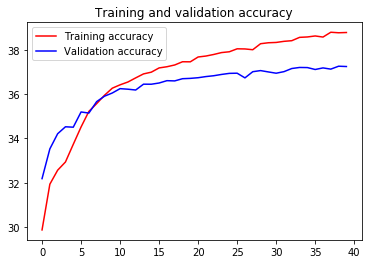 Training and validation accuracy
Training accuracy
Validation accuracy
38
36
34
32
30
0 5 10 15 20 25 30 35 40